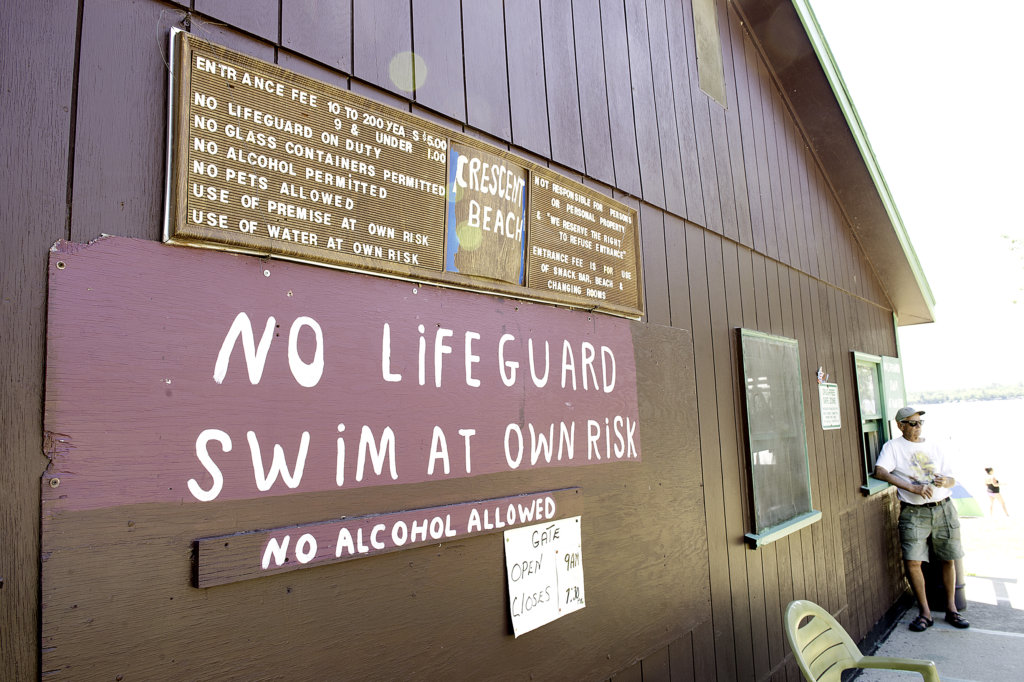 ENTRANCE FEE 10 TO 200 YEA $5.00
9 & UNDER 1.00
NO LIFEGUARD ON DUTY
NO GLASS CONTAINERS PERMITTED
NO ALCOHOL PERMITTED
NO PETS ALLOWED
USE OF PREMISE AT OWN RISK
USE OF WATER AT OWN RISK
CRESCENT
BEACH
NOT RESPONSIBLE FOR PERSONS
OR PERSONAL PROPERTY
& "WE RESERVE THE RIGHT
TO REFUSE ENTRANCE"
ENTRANCE FEE IS FOR USE
OF SNACK BAR, BEACH &
CHANGING ROOMS
NO LiFEGUARD
SWiM AT OWN RiSK
NO ALCOHOL ALLOWED
GATE
OPEN 9AM
CLOSES 7:30